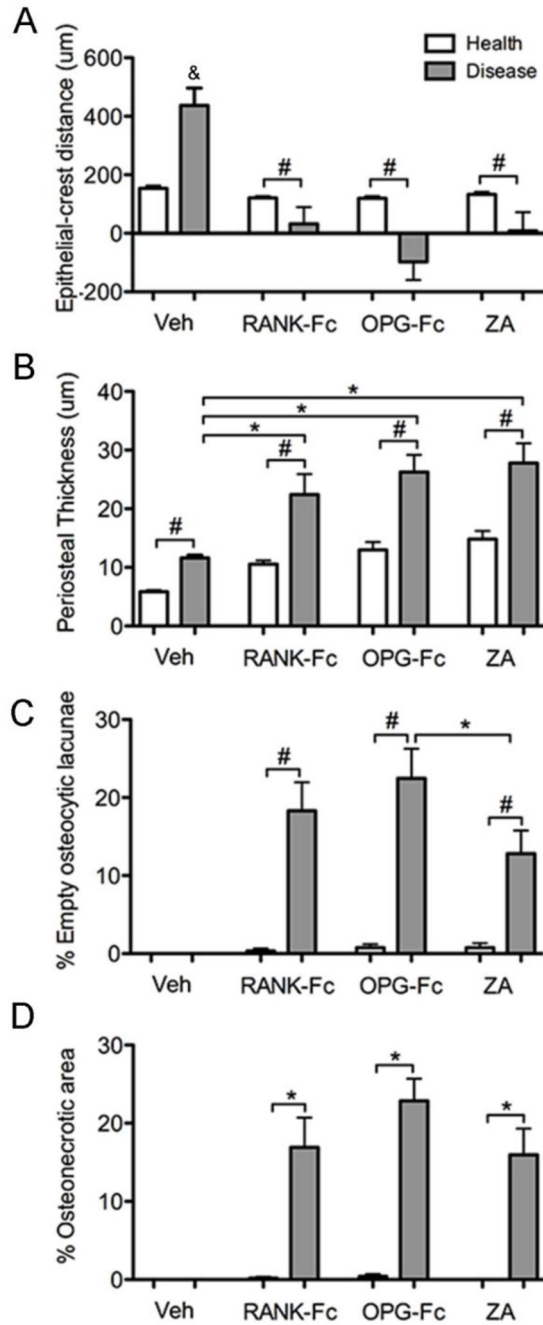 A
Epithelial-crest distance (um)
600
400
200
0
-200
Health
Disease
&
#
#
#
Veh
RANK-Fc
OPG-Fc
ZA
B
Periosteal Thickness (um)
40
30
20
10
0
*
*
*
#
#
#
#
Veh
RANK-Fc
OPG-Fc
ZA
C
% Empty osteocytic lacunae
30
20
10
0
#
#
*
#
Veh
RANK-Fc
OPG-Fc
ZA
D
% Osteonecrotic area
30
20
10
0
*
*
*
Veh
RANK-Fc
OPG-Fc
ZA